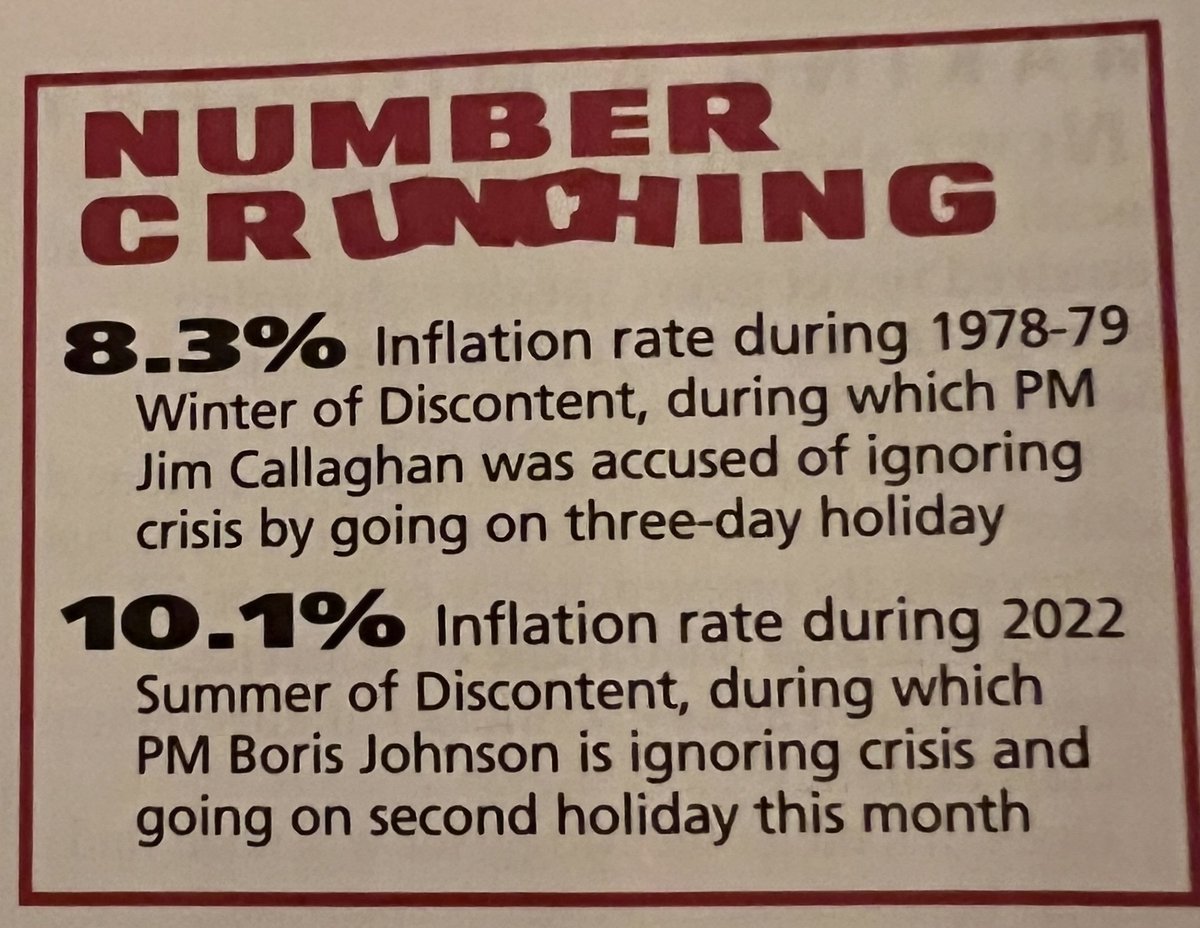 NUMBER
CRUNCHING
8.3% Inflation rate during 1978-79
Winter of Discontent, during which PM
Jim Callaghan was accused of ignoring
crisis by going on three-day holiday
10.1% Inflation rate during 2022
Summer of Discontent, during which
PM Boris Johnson is ignoring crisis and
going on second holiday this month